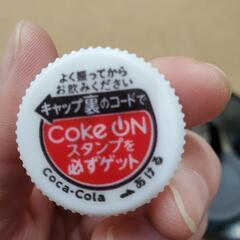 よく振ってから
お飲みください
キャップ裏のコードで
Coke ON
スタンプを
必ずゲット
Coca-Cola
あける